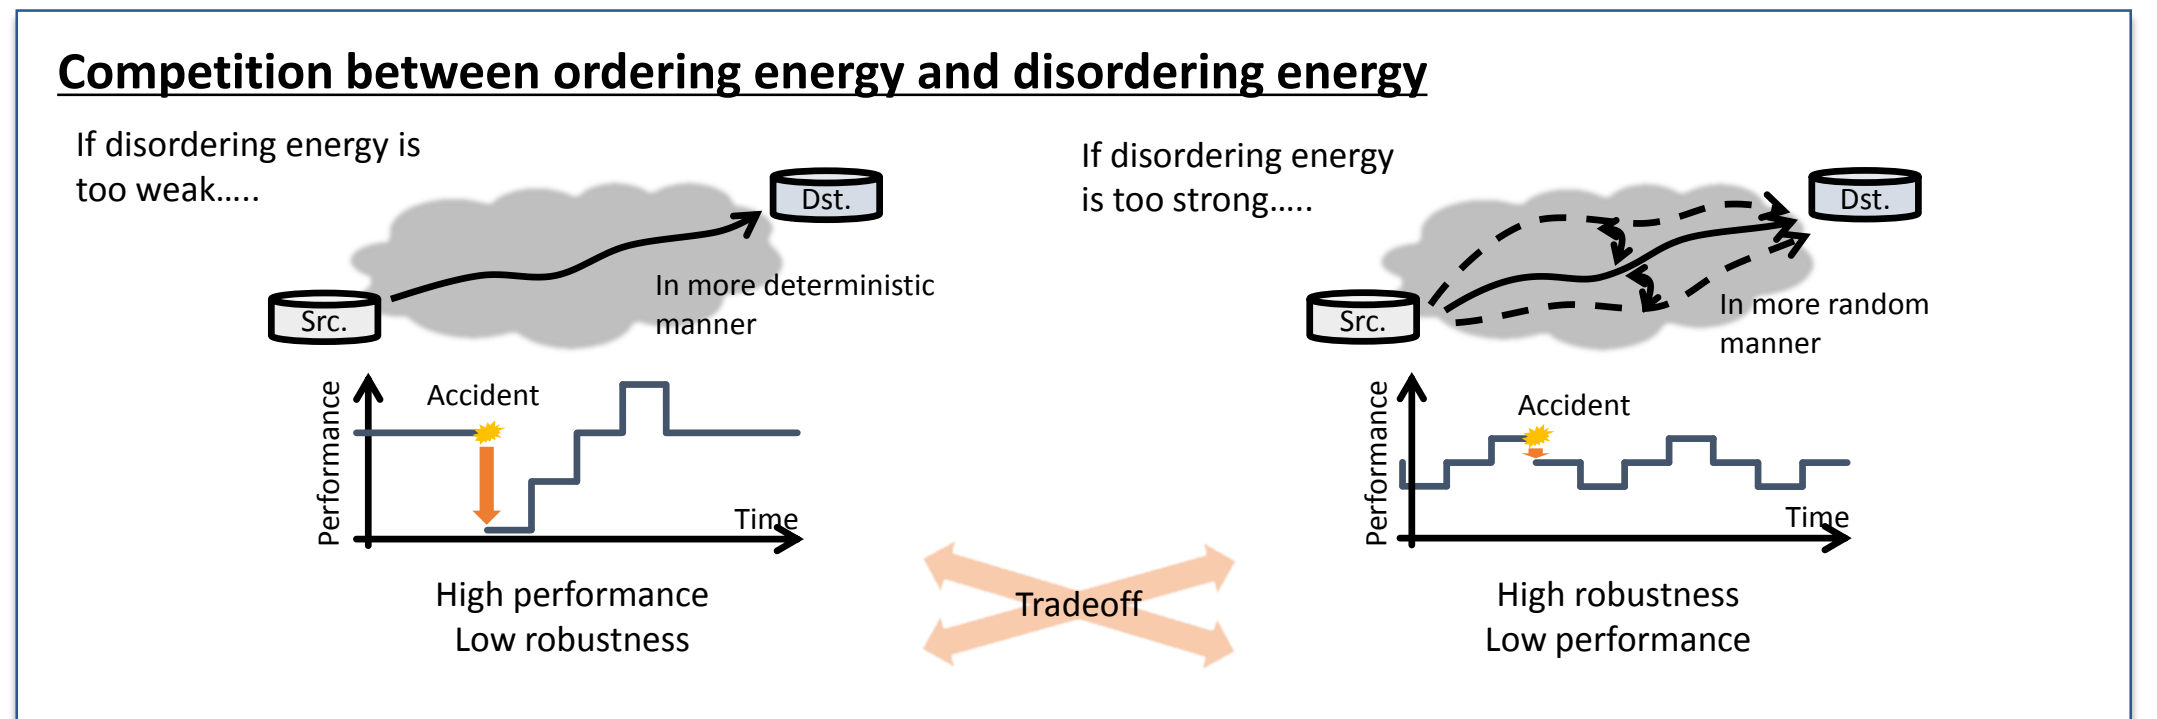 Competition between ordering energy and disordering energy
If disordering energy is
too weak.....
Dst.
Src.
In more deterministic
manner
Performance
Accident
Time
High performance
Low robustness
Tradeoff
If disordering energy
is too strong.....
Dst.
Src.
In more random
manner
Performance
Accident
Time
High robustness
Low performance